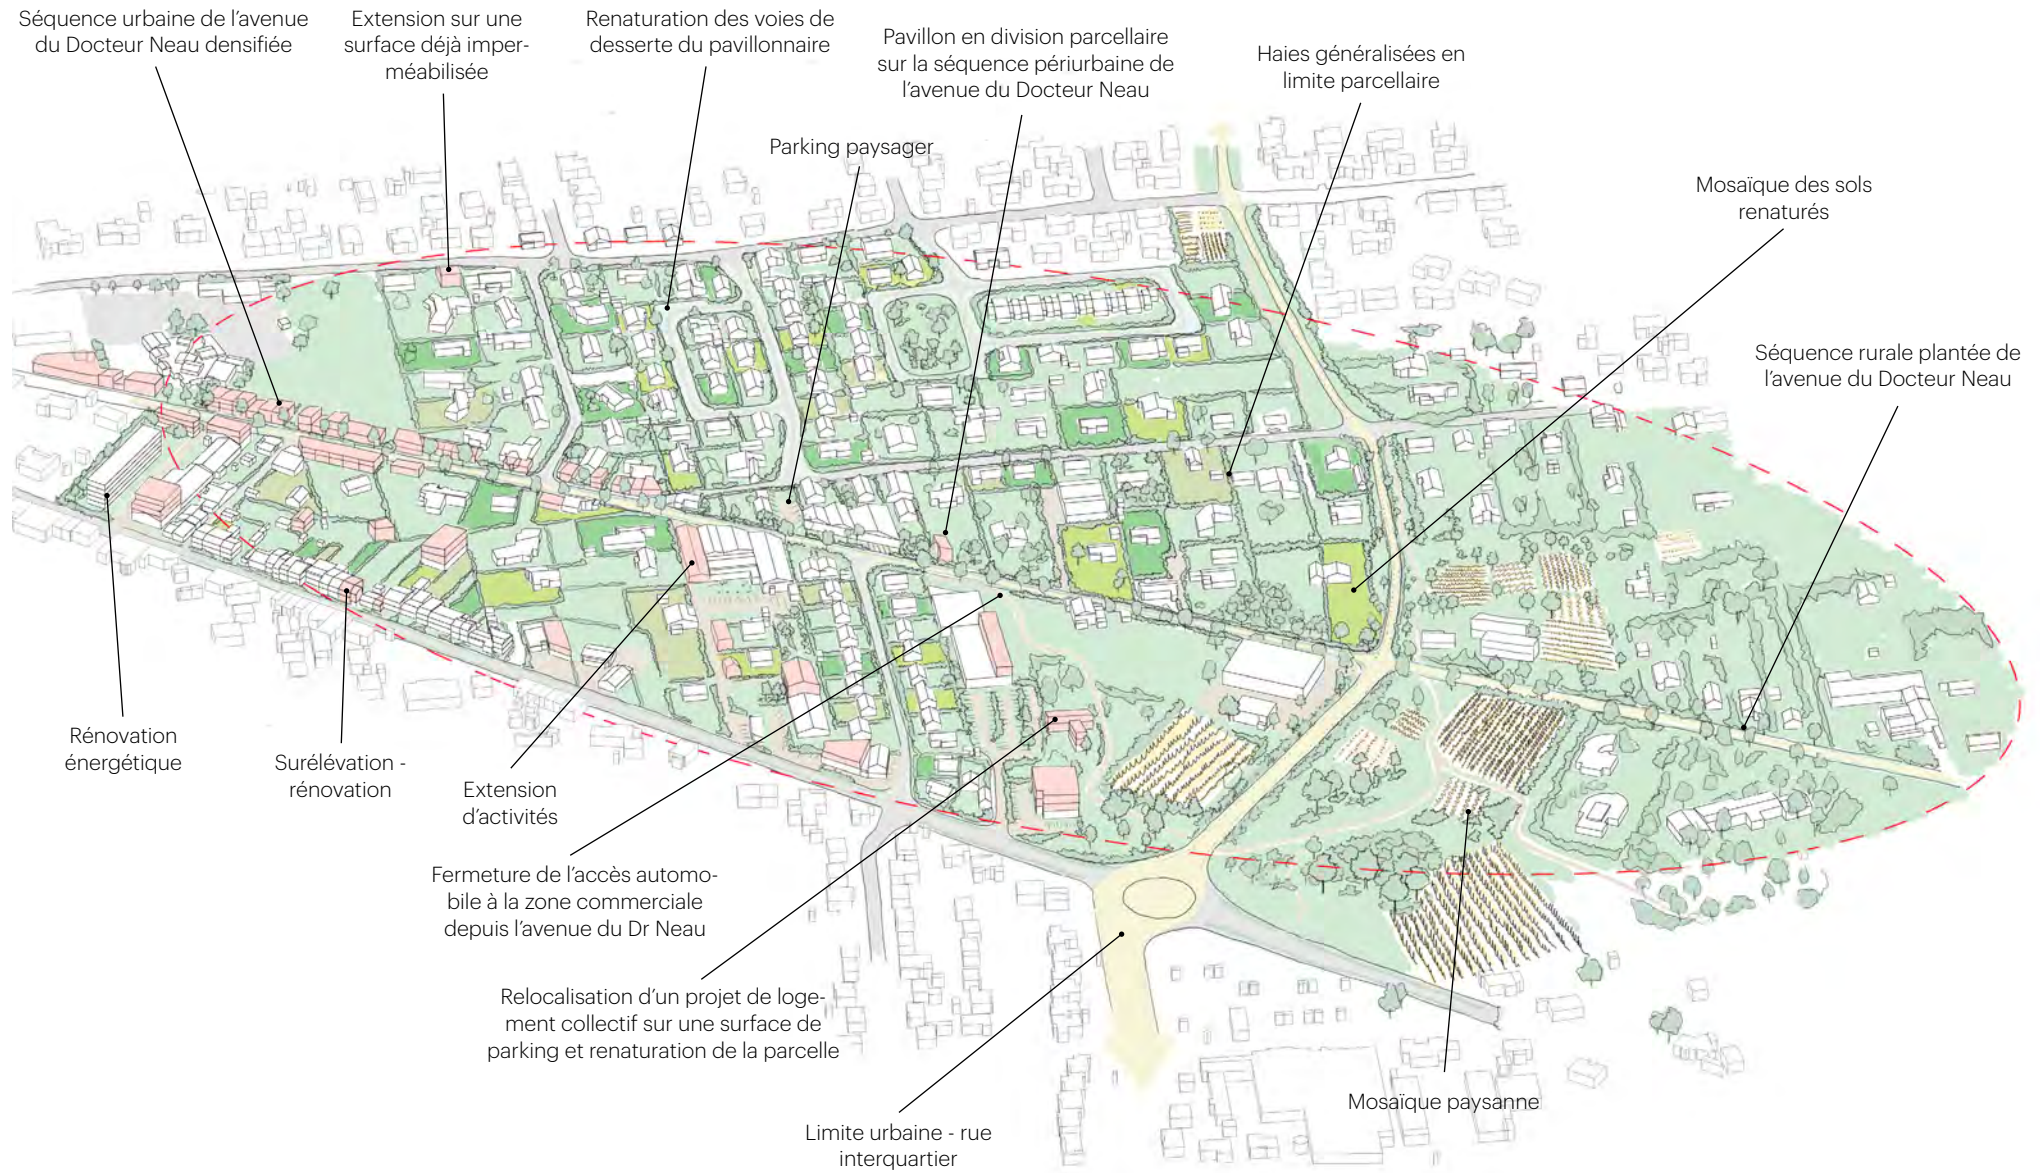 Séquence urbaine de l'avenue
du Docteur Neau densifiée
Extension sur une
surface déjà imper-
méabilisée
Renaturation des voies de
desserte du pavillonnaire
Pavillon en division parcellaire
sur la séquence périurbaine de
l'avenue du Docteur Neau
Haies généralisées en
limite parcellaire
Parking paysager
Mosaïque des sols
renaturés
Séquence rurale plantée de
l'avenue du Docteur Neau
Rénovation
énergétique
Surélévation -
rénovation
Extension
d'activités
Fermeture de l'accès automo-
bile à la zone commerciale
depuis l'avenue du Dr Neau
Relocalisation d'un projet de loge-
ment collectif sur une surface de
parking et renaturation de la parcelle
Limite urbaine - rue
interquartier
Mosaïque paysanne